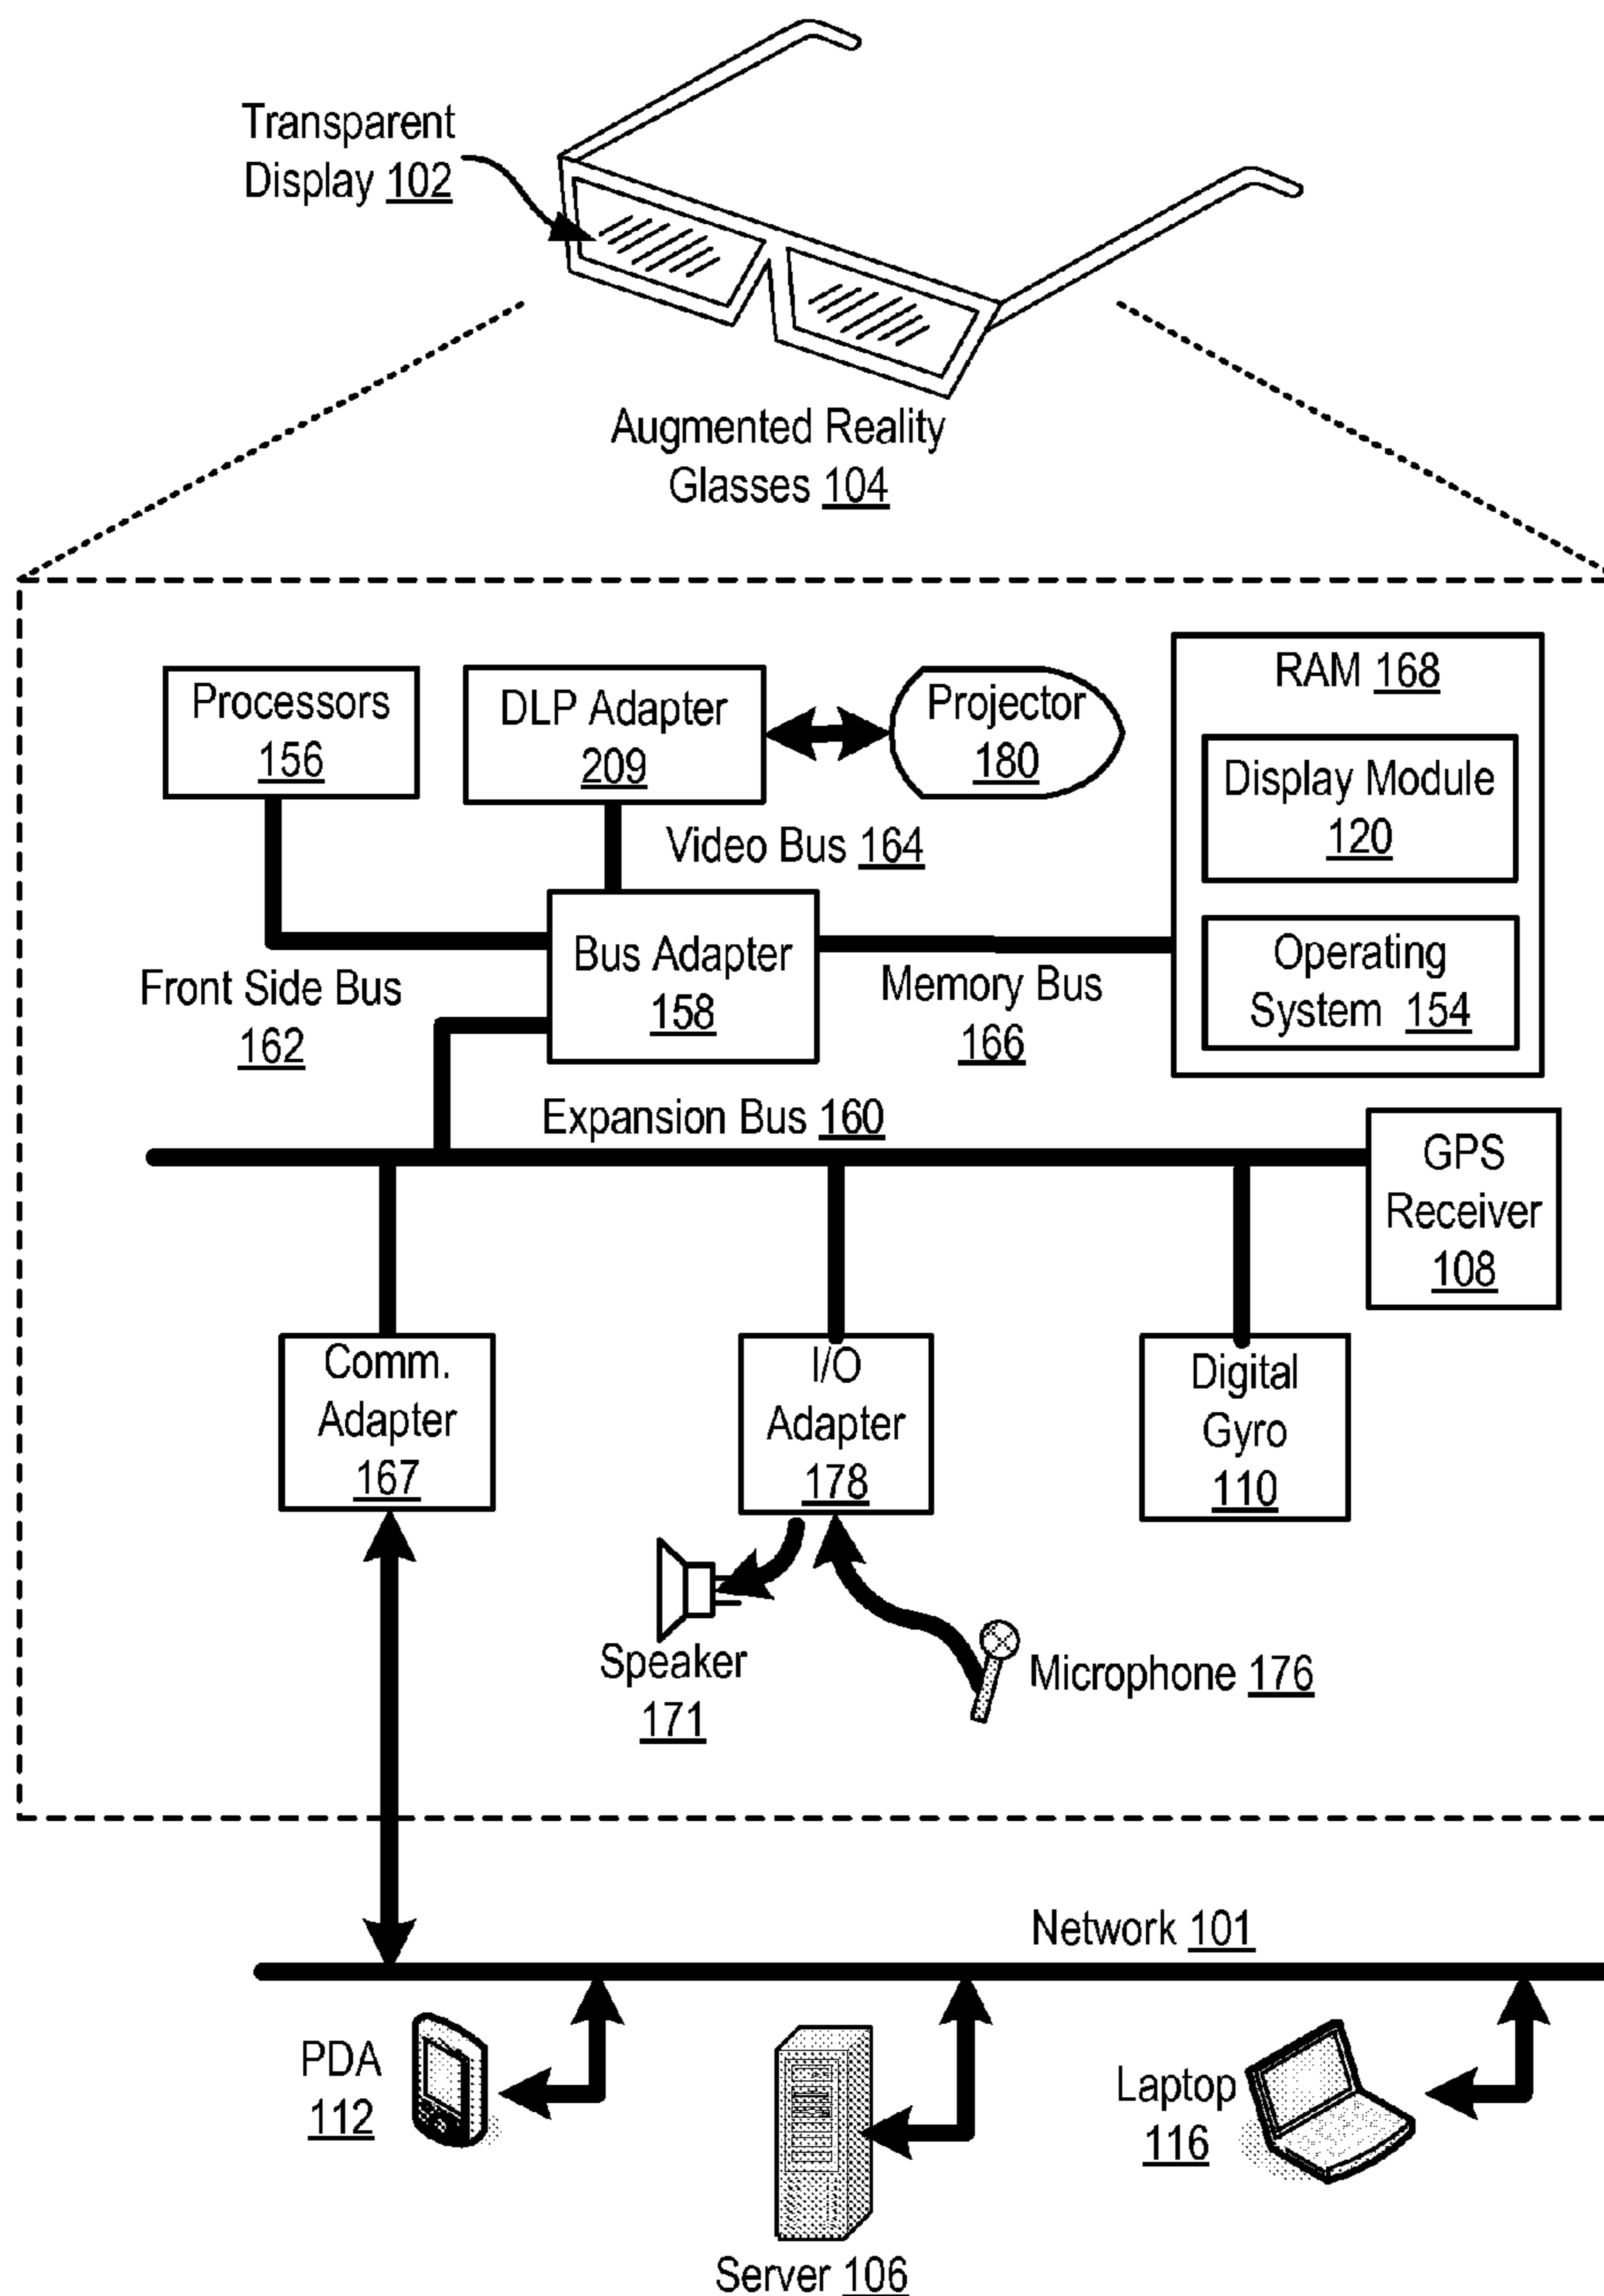 Transparent
Display 102
Augmented Reality
Glasses 104
Processors
156
DLP Adapter
209
Projector
180
RAM 168
Display Module
120
Video Bus 164
Operating
System 154
Bus Adapter
158
Front Side Bus
162
Memory Bus
166
Expansion Bus 160
GPS
Receiver
108
Comm.
Adapter
167
I/O
Adapter
178
Digital
Gyro
110
Speaker
171
Microphone 176
Network 101
PDA
112
Laptop
116
Server 106